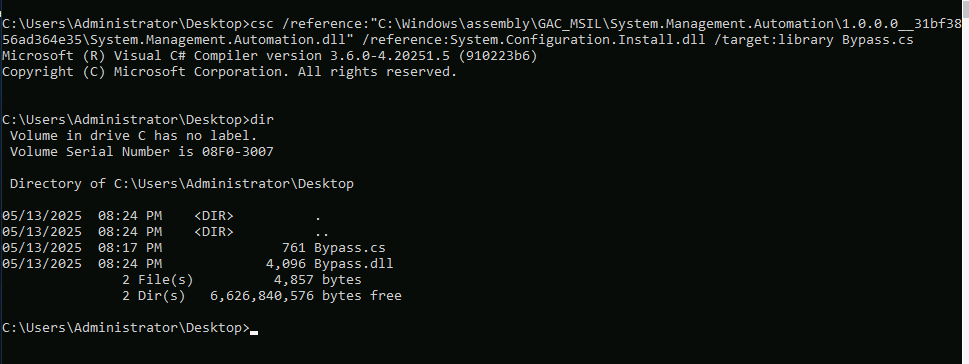 C:\Users\Administrator\Desktop>csc /reference:"C:\Windows\assembly\GAC_MSIL\System.Management.Automation\1.0.0.0__31bf38
56ad364e35\System.Management.Automation.dll" /reference:System.Configuration.Install.dll /target:library Bypass.cs
Microsoft (R) Visual C# Compiler version 3.6.0-4.20251.5 (910223b6)
Copyright (C) Microsoft Corporation. All rights reserved.
C:\Users\Administrator\Desktop>dir
Volume in drive C has no label.
Volume Serial Number is 08F0-3007
Directory of C:\Users\Administrator\Desktop
05/13/2025  08:24 PM    <DIR>          .
05/13/2025  08:24 PM    <DIR>          ..
05/13/2025  08:17 PM               761 Bypass.cs
05/13/2025  08:24 PM             4,096 Bypass.dll
2 File(s)          4,857 bytes
2 Dir(s)   6,626,840,576 bytes free
C:\Users\Administrator\Desktop>